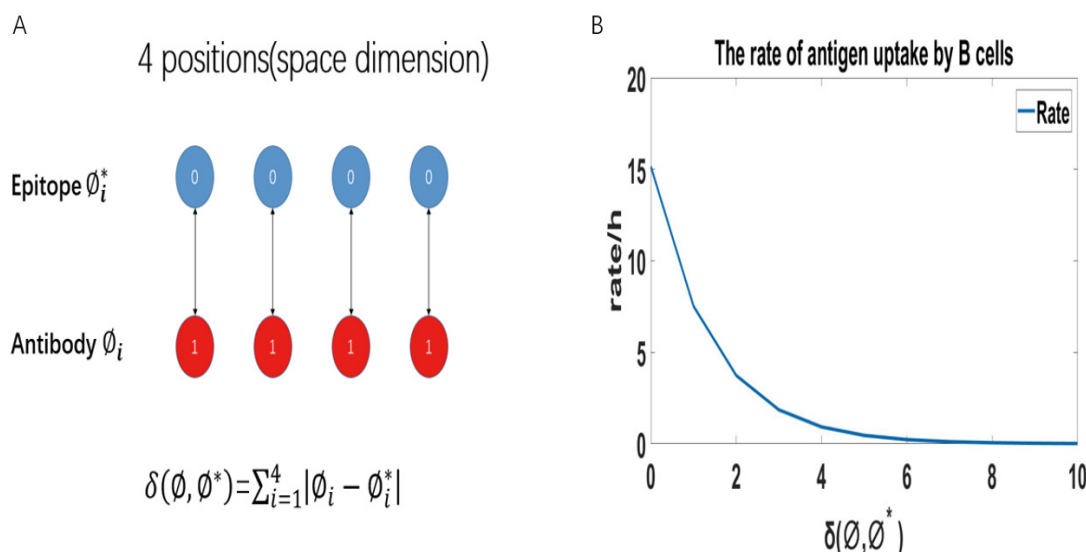 A
4 positions(space dimension)
Epitope ∅ᵢ*
0 0 0 0
Antibody ∅ᵢ
1 1 1 1
δ(∅,∅*)=∑⁴ᵢ₌₁|∅ᵢ − ∅ᵢ*|
B
The rate of antigen uptake by B cells
Rate
rate/h
20
15
10
5
0
0 2 4 6 8 10
δ(∅,∅*)